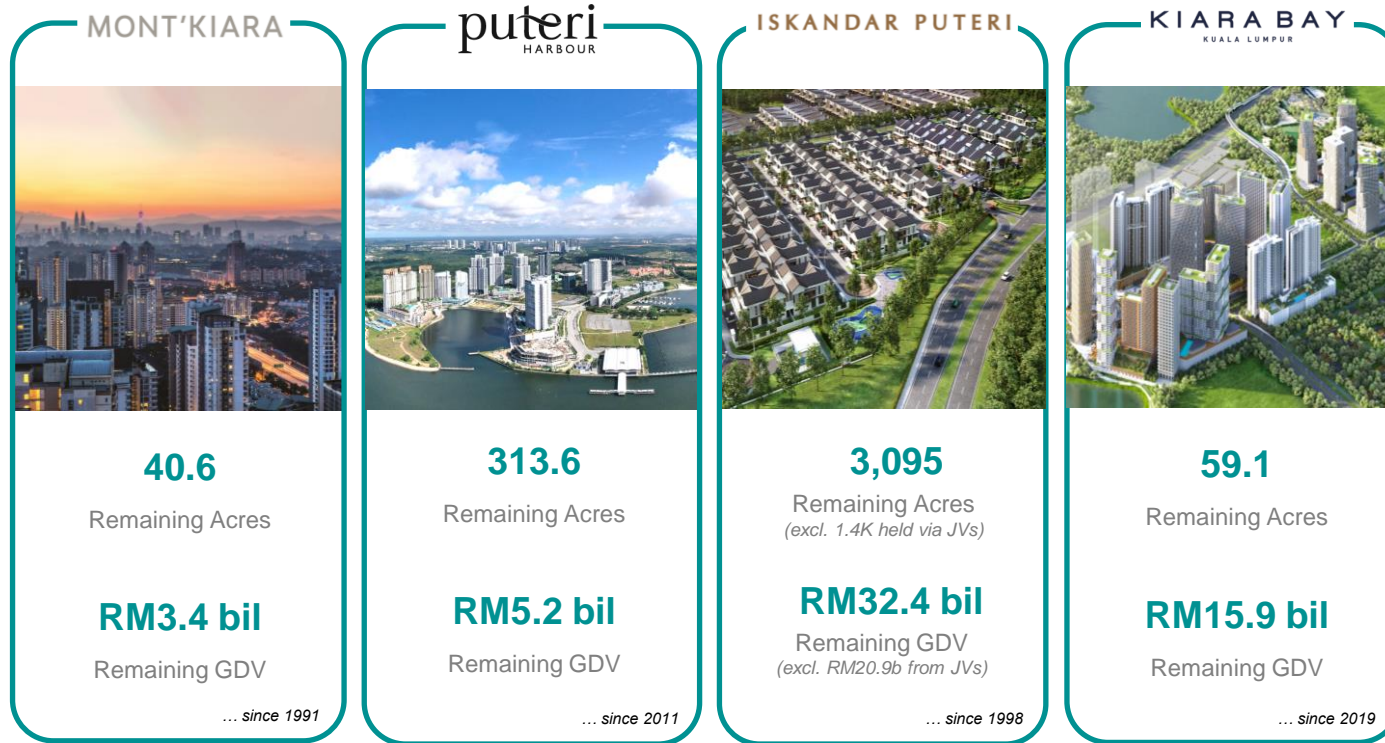 MONT'KIARA
40.6
Remaining Acres
RM3.4 bil
Remaining GDV
... since 1991
puteri
HARBOUR
313.6
Remaining Acres
RM5.2 bil
Remaining GDV
... since 2011
ISKANDAR PUTERI
3,095
Remaining Acres
(excl. 1.4K held via JVs)
RM32.4 bil
Remaining GDV
(excl. RM20.9b from JVs)
... since 1998
KIARA BAY
KUALA LUMPUR
59.1
Remaining Acres
RM15.9 bil
Remaining GDV
... since 2019